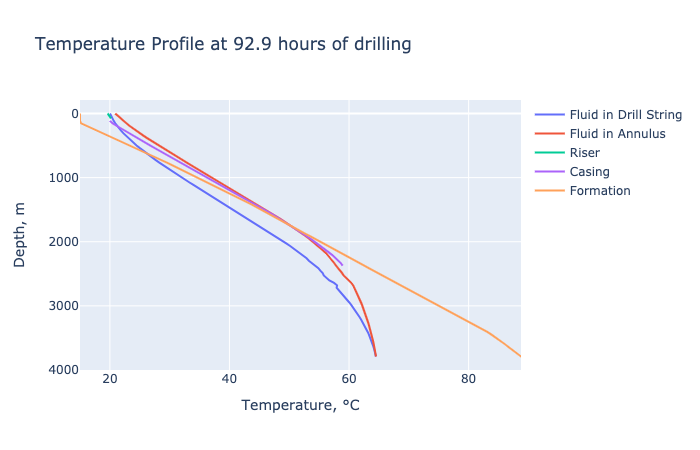 Temperature Profile at 92.9 hours of drilling
Fluid in Drill String
Fluid in Annulus
Riser
Casing
Formation
0
1000
2000
3000
4000
Depth, m
20
40
60
80
Temperature, °C